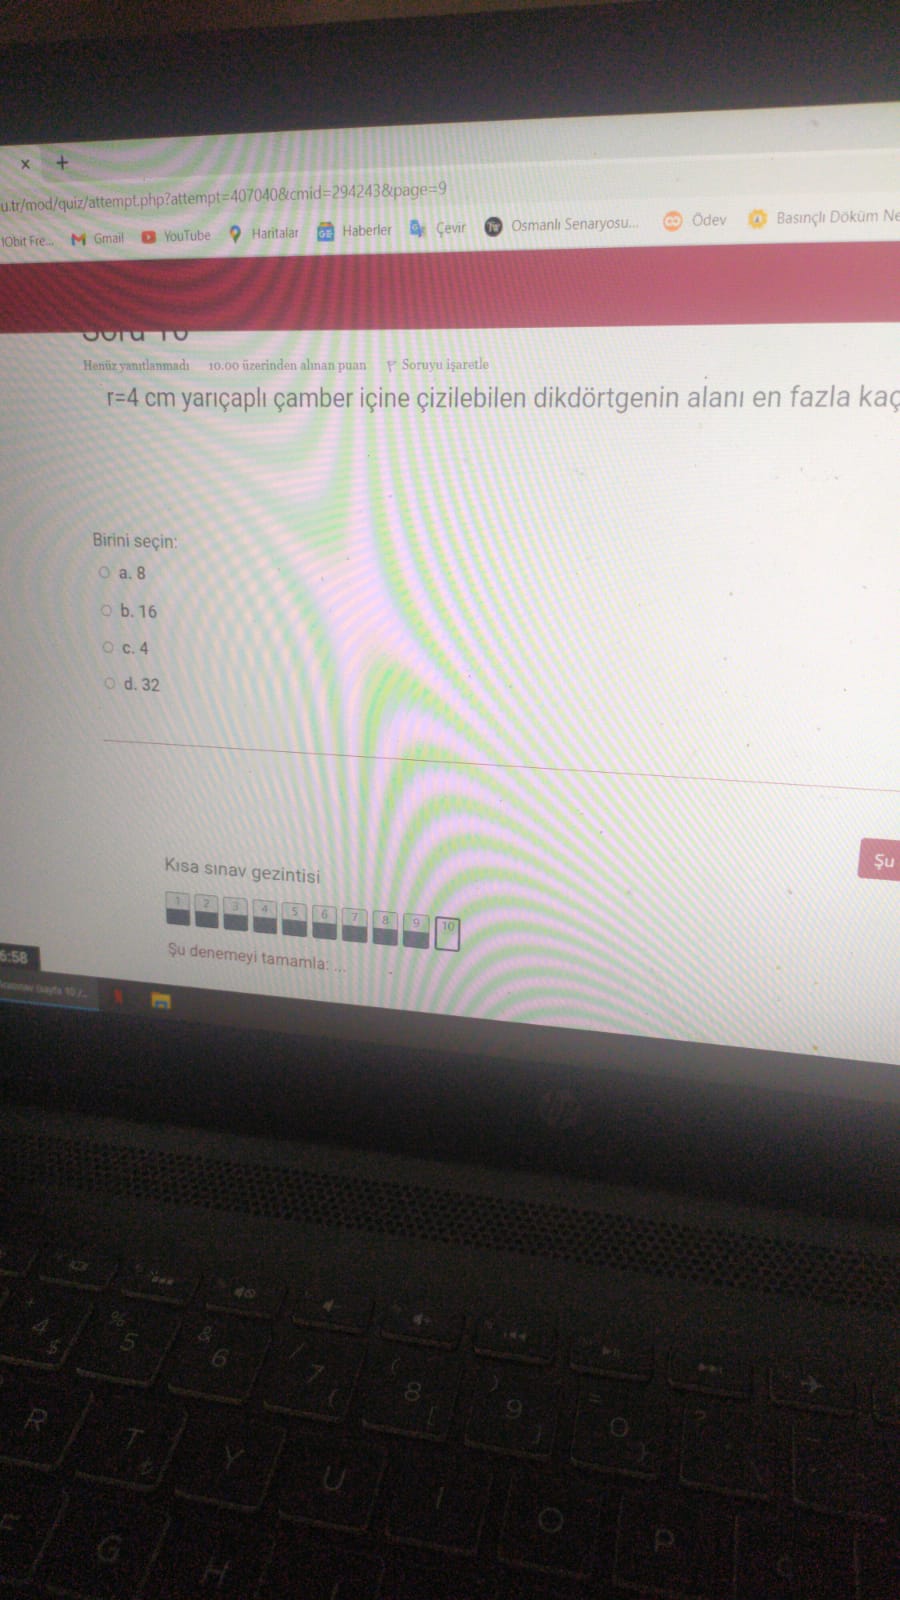 x +
u.tr/mod/quiz/attempt.php?attempt=407040&cmid=294243&page=9
IObit Fre... Gmail YouTube Haritalar Haberler Çevir Osmanlı Senaryosu... Ödev Basınçlı Döküm Ne
Soru 10
Henüz yanıtlanmadı 10.00 üzerinden alınan puan Soruyu işaretle
r=4 cm yarıçaplı çamber içine çizilebilen dikdörtgenin alanı en fazla kaç
Birini seçin:
a. 8
b. 16
c. 4
d. 32
Şu
Kısa sınav gezintisi
1 2 3 4 5 6 7 8 9 10
Şu denemeyi tamamla: ...
6:58
(sayfa 10 /...
hp
4 $ % 5 & 6 / 7 { ( 8 [ ) 9 ] = 0 } ?
R T ₺ Y U I O P
G H